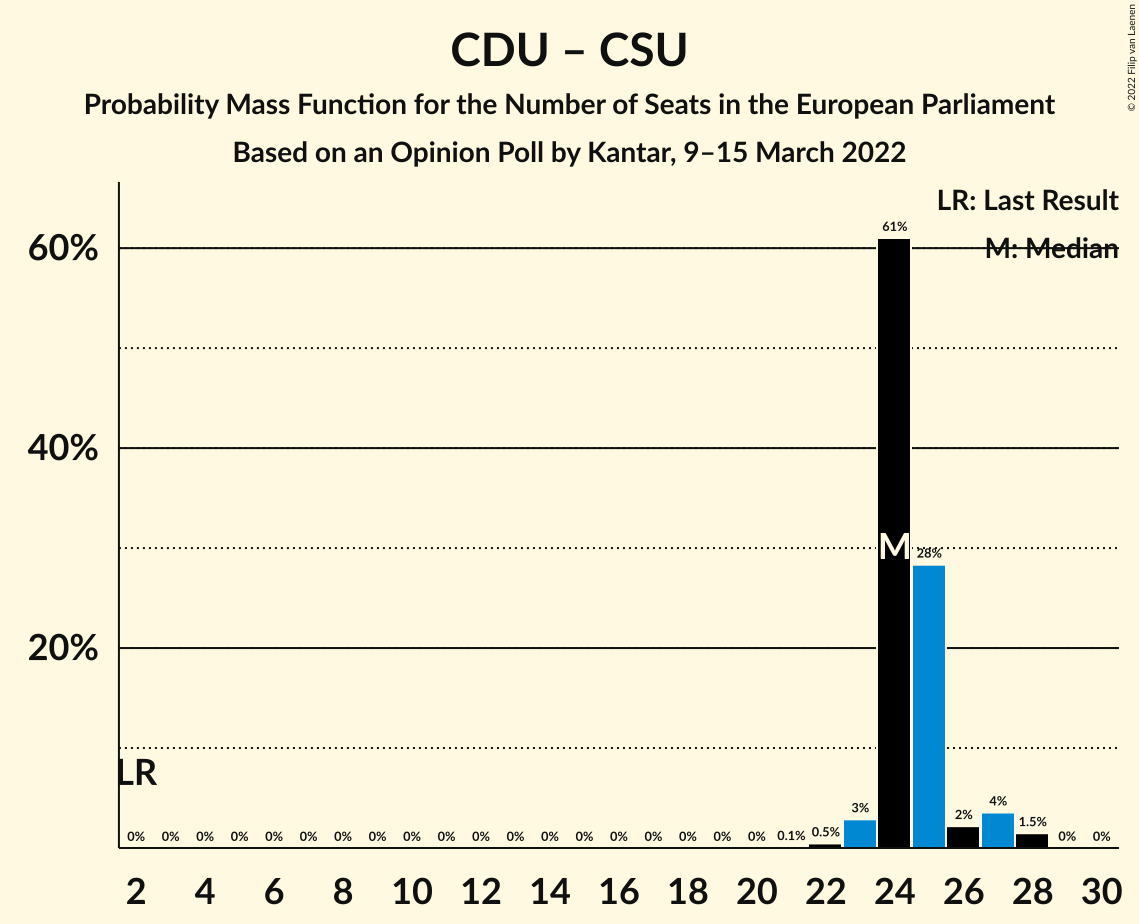 CDU – CSU
Probability Mass Function for the Number of Seats in the European Parliament
Based on an Opinion Poll by Kantar, 9–15 March 2022
© 2022 Filip van Laenen
LR: Last Result
M: Median
60%
40%
20%
61%
M
28%
LR
0% 0% 0% 0% 0% 0% 0% 0% 0% 0% 0% 0% 0% 0% 0% 0% 0% 0% 0% 0.1% 0.5% 3% 2% 4% 1.5% 0% 0%
2 4 6 8 10 12 14 16 18 20 22 24 26 28 30